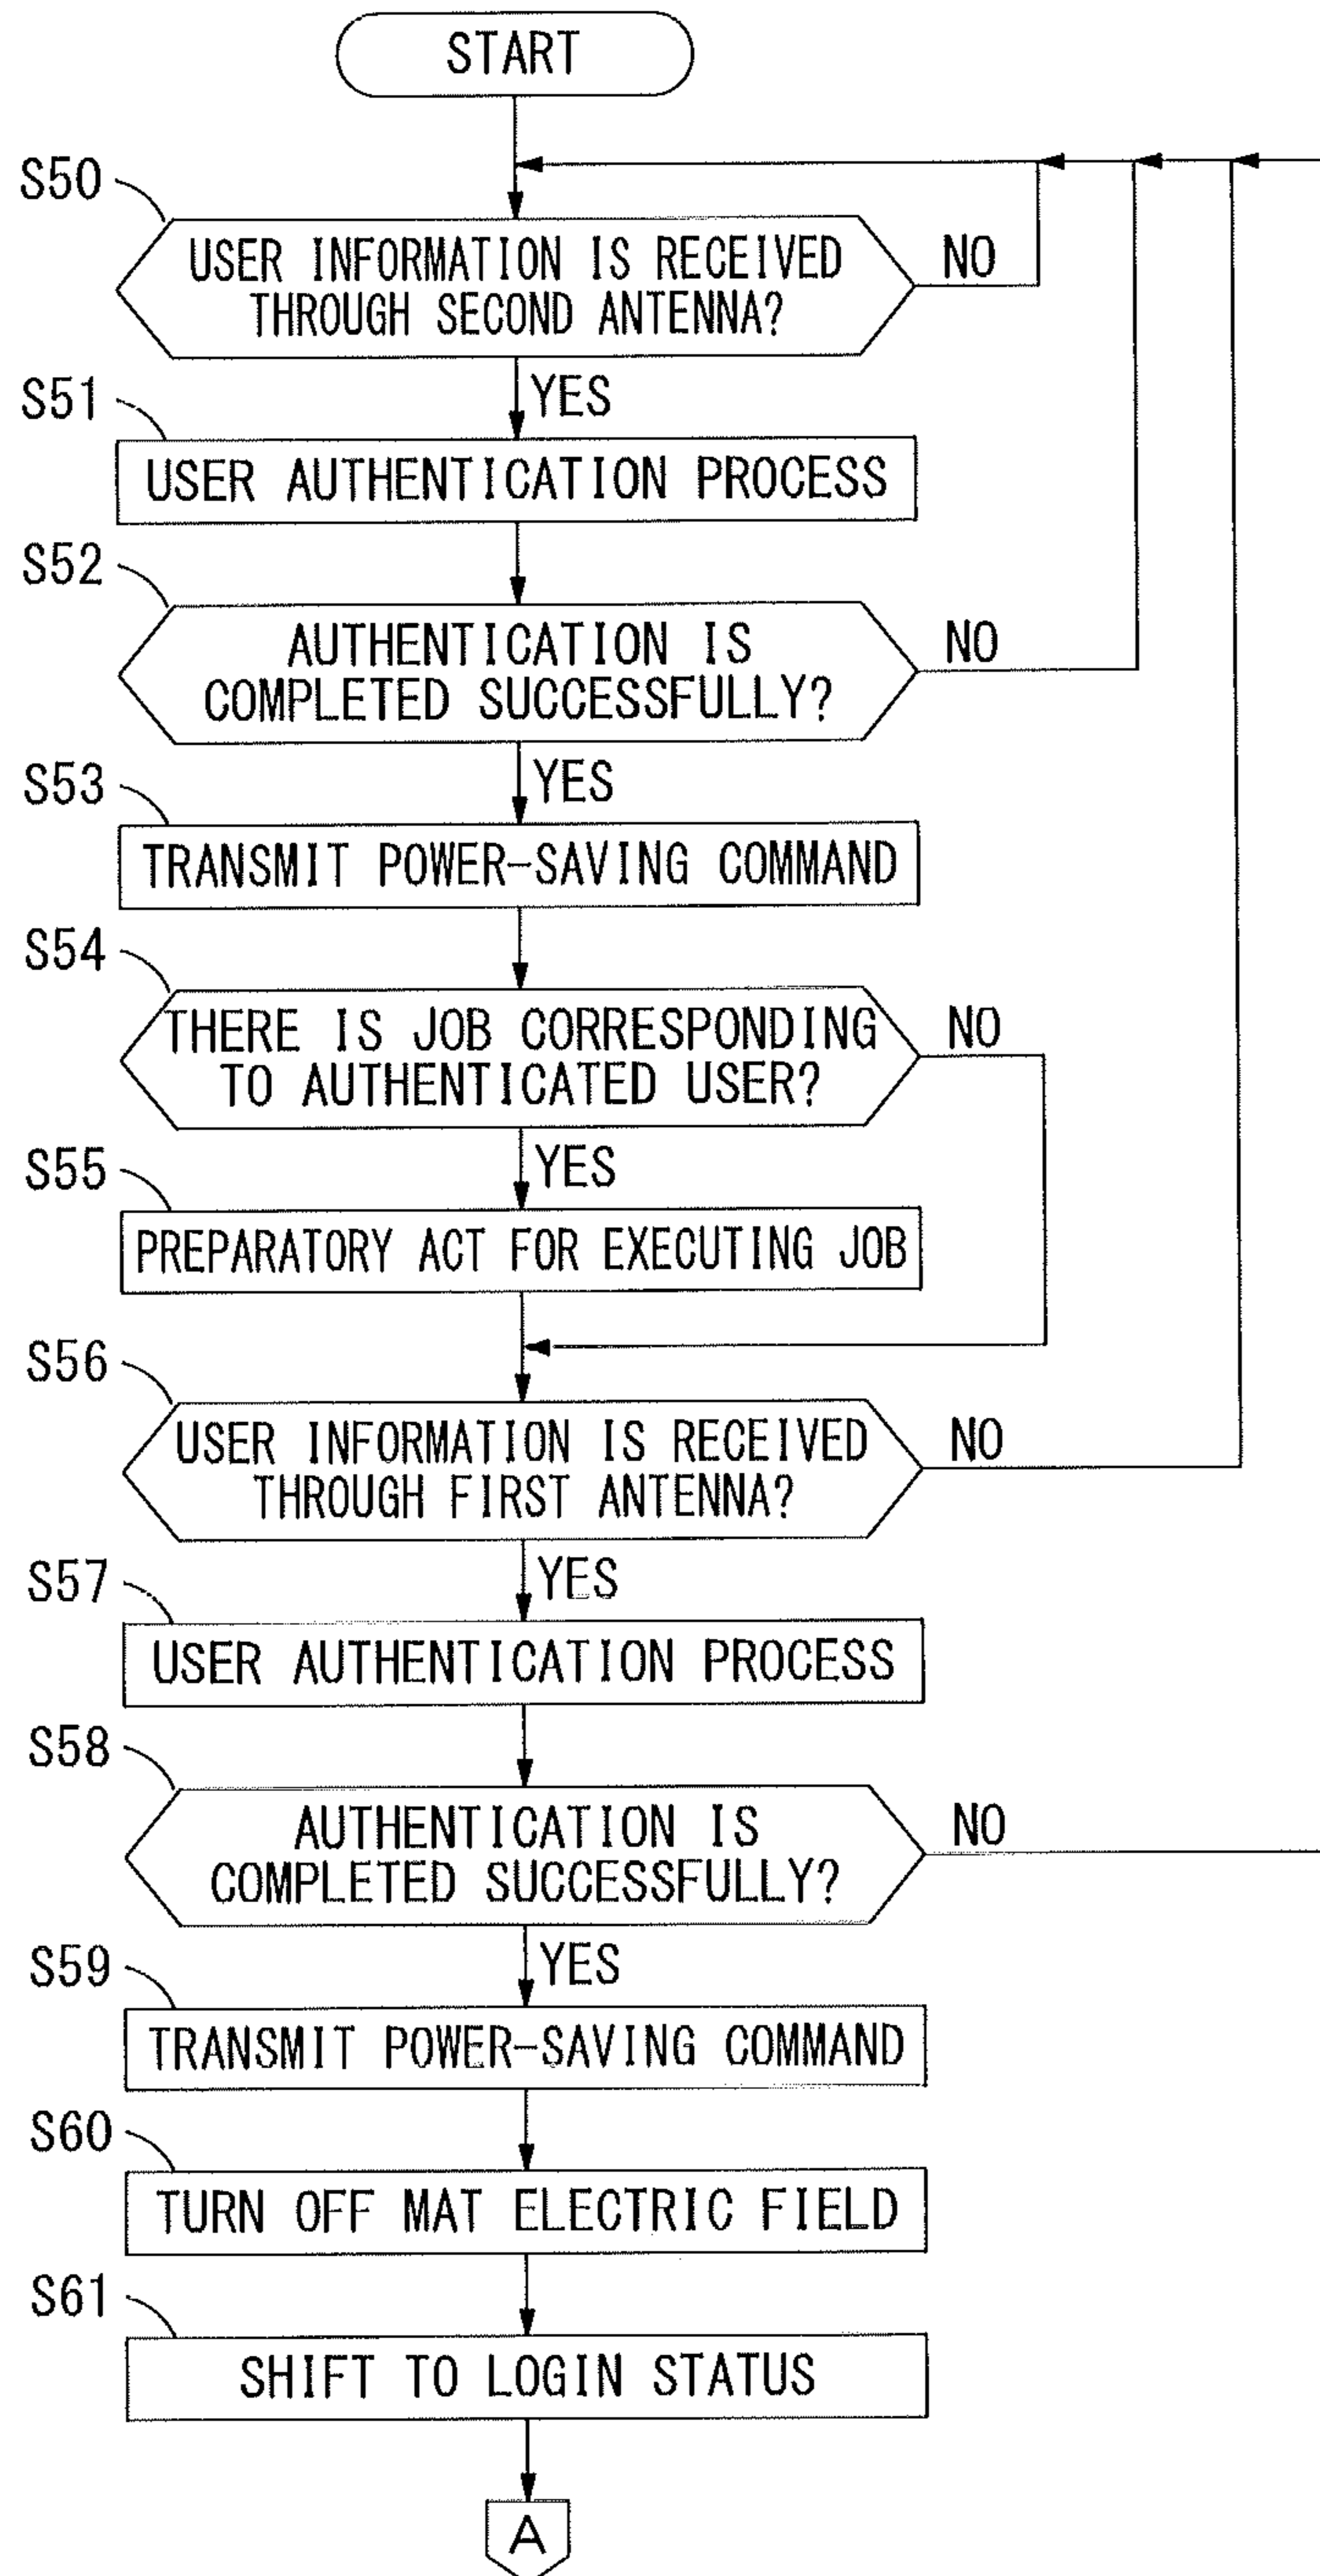 START
S50
USER INFORMATION IS RECEIVED
THROUGH SECOND ANTENNA?
NO
YES
S51
USER AUTHENTICATION PROCESS
S52
AUTHENTICATION IS
COMPLETED SUCCESSFULLY?
NO
YES
S53
TRANSMIT POWER-SAVING COMMAND
S54
THERE IS JOB CORRESPONDING
TO AUTHENTICATED USER?
NO
YES
S55
PREPARATORY ACT FOR EXECUTING JOB
S56
USER INFORMATION IS RECEIVED
THROUGH FIRST ANTENNA?
NO
YES
S57
USER AUTHENTICATION PROCESS
S58
AUTHENTICATION IS
COMPLETED SUCCESSFULLY?
NO
YES
S59
TRANSMIT POWER-SAVING COMMAND
S60
TURN OFF MAT ELECTRIC FIELD
S61
SHIFT TO LOGIN STATUS
A